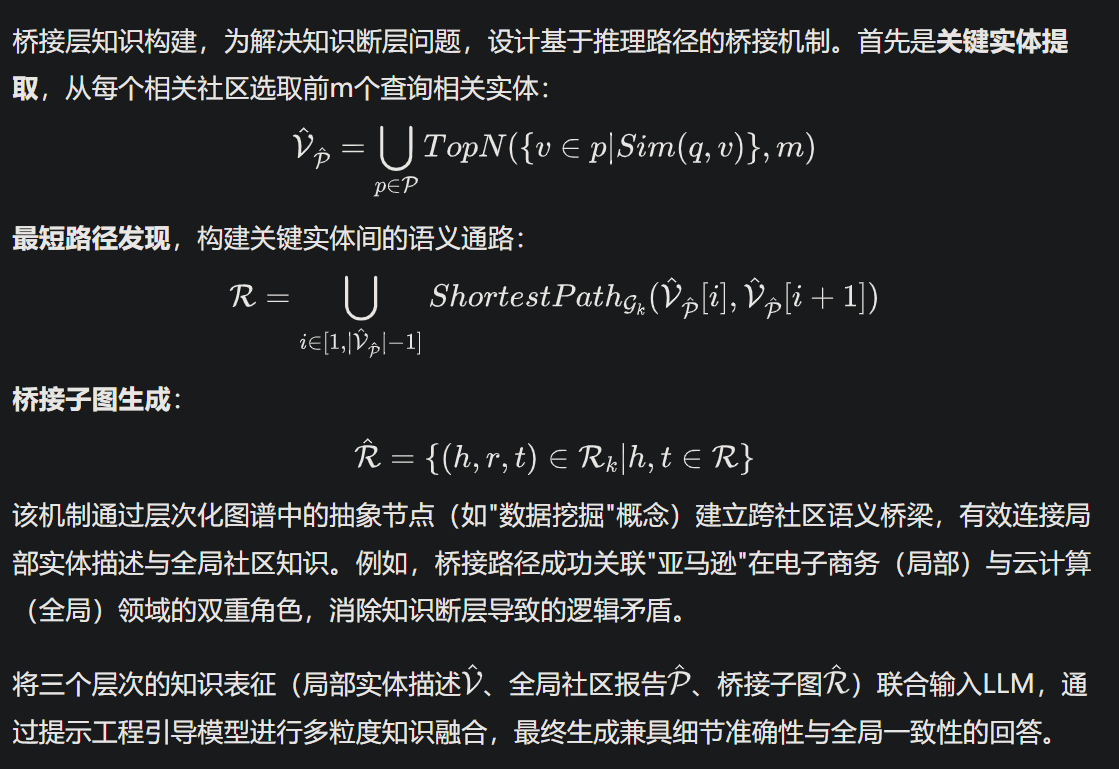 桥接层知识构建，为解决知识断层问题，设计基于推理路径的桥接机制。首先是关键实体提
取，从每个相关社区选取前m个查询相关实体：
$\hat{\mathcal{V}}_{\hat{\mathcal{P}}} = \bigcup_{p \in \mathcal{P}} TopN(\{v \in p | Sim(q, v)\}, m)$
最短路径发现，构建关键实体间的语义通路：
$\mathcal{R} = \bigcup_{i \in [1, |\hat{\mathcal{V}}_{\hat{\mathcal{P}}}| - 1]} ShortestPath_{\mathcal{G}_k}(\hat{\mathcal{V}}_{\hat{\mathcal{P}}}[i], \hat{\mathcal{V}}_{\hat{\mathcal{P}}}[i + 1])$
桥接子图生成：
$\hat{\mathcal{R}} = \{(h, r, t) \in \mathcal{R}_k | h, t \in \mathcal{R}\}$
该机制通过层次化图谱中的抽象节点（如"数据挖掘"概念）建立跨社区语义桥梁，有效连接局
部实体描述与全局社区知识。例如，桥接路径成功关联"亚马逊"在电子商务（局部）与云计算
（全局）领域的双重角色，消除知识断层导致的逻辑矛盾。
将三个层次的知识表征（局部实体描述$\hat{\mathcal{V}}$、全局社区报告$\hat{\mathcal{P}}$、桥接子图$\hat{\mathcal{R}}$）联合输入LLM，通
过提示工程引导模型进行多粒度知识融合，最终生成兼具细节准确性与全局一致性的回答。